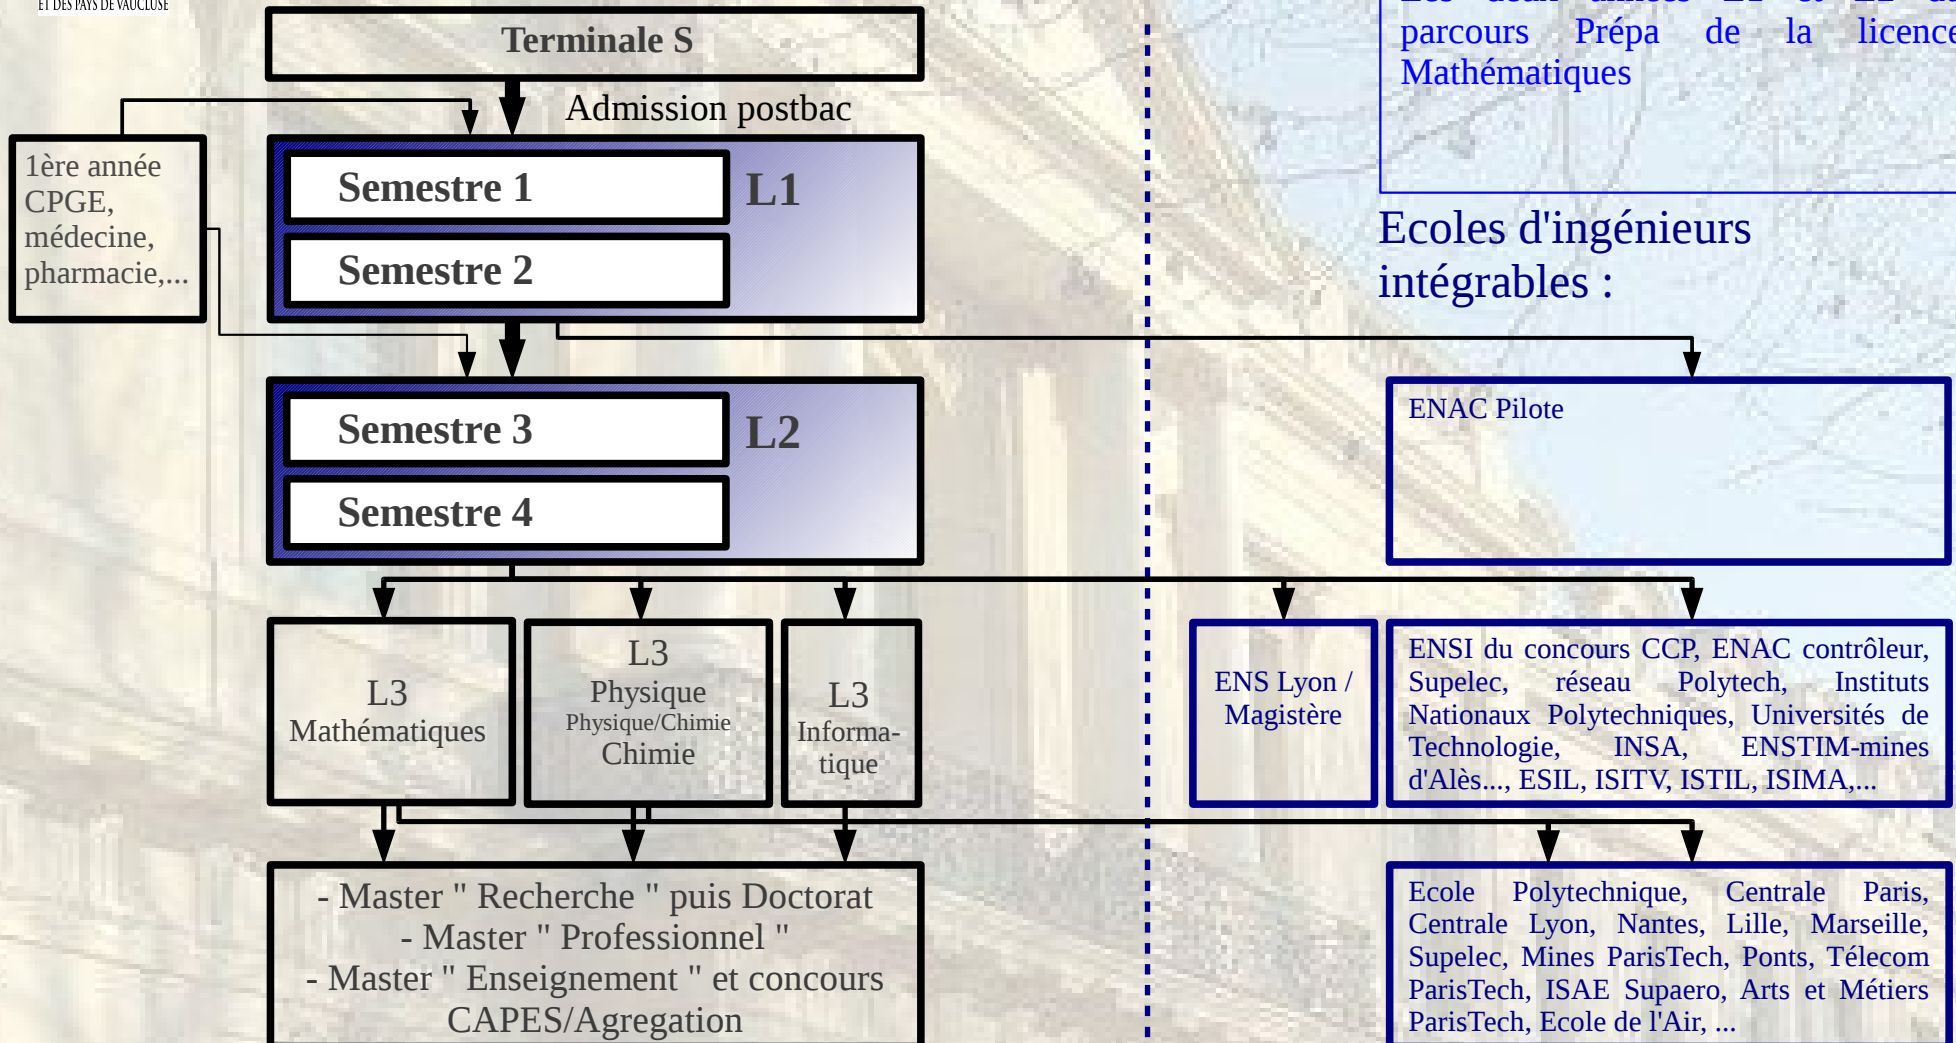 ET DES PAYS DE VAUCLUSE
Terminale S
Admission postbac
1ère année
CPGE,
médecine,
pharmacie,...
Semestre 1
L1
Semestre 2
Semestre 3
L2
Semestre 4
L3
Mathématiques
L3
Physique
Physique/Chimie
Chimie
L3
Informa-
tique
- Master " Recherche " puis Doctorat
- Master " Professionnel "
- Master " Enseignement " et concours
CAPES/Agregation
parcours Prépa de la licence
Mathématiques
Ecoles d'ingénieurs
intégrables :
ENAC Pilote
ENS Lyon /
Magistère
ENSI du concours CCP, ENAC contrôleur,
Supelec, réseau Polytech, Instituts
Nationaux Polytechniques, Universités de
Technologie, INSA, ENSTIM-mines
d'Alès..., ESIL, ISITV, ISTIL, ISIMA,...
Ecole Polytechnique, Centrale Paris,
Centrale Lyon, Nantes, Lille, Marseille,
Supelec, Mines ParisTech, Ponts, Télecom
ParisTech, ISAE Supaero, Arts et Métiers
ParisTech, Ecole de l'Air, ...